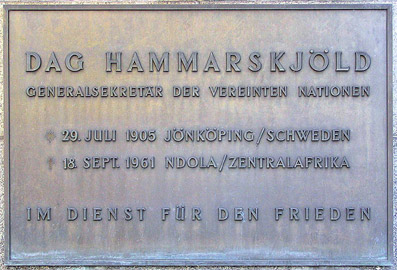 DAG HAMMARSKJÖLD
GENERALSEKRETÄR DER VEREINTEN NATIONEN
29. JULI 1905 JÖNKÖPING/SCHWEDEN
† 18. SEPT. 1961 NDOLA/ZENTRALAFRIKA
IM DIENST FÜR DEN FRIEDEN